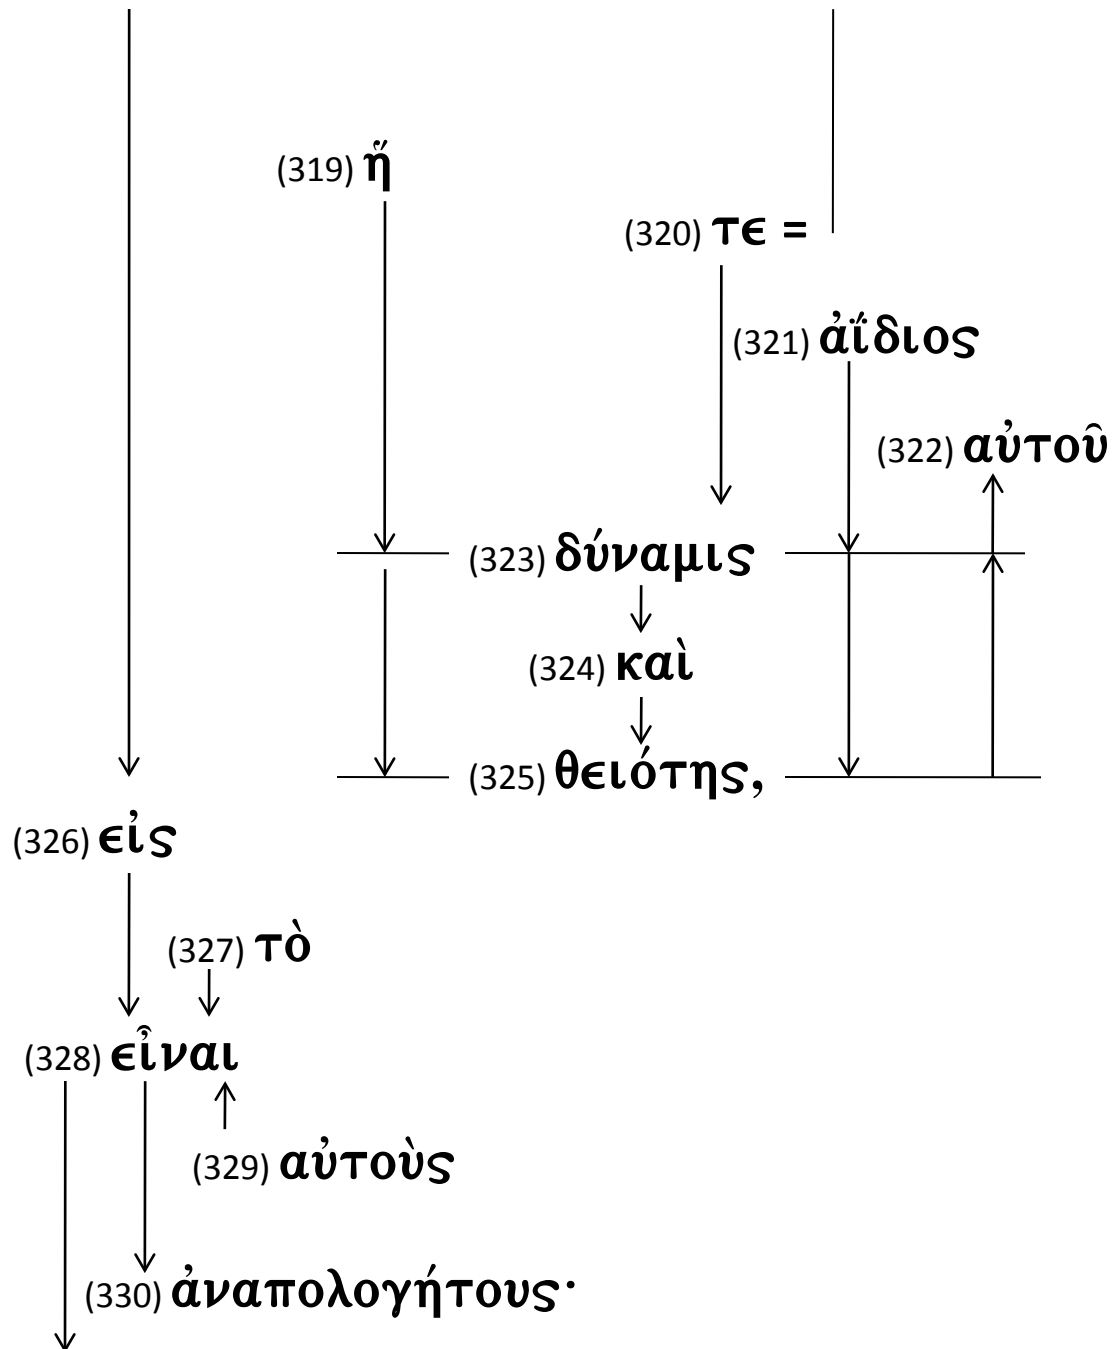 (319) ἥ
(320) τε =
(321) ἀΐδιος
(322) αὐτοῦ
(323) δύναμις
(324) καὶ
(325) θειότης,
(326) εἰς
(327) τὸ
(328) εἶναι
(329) αὐτοὺς
(330) ἀναπολογήτους·